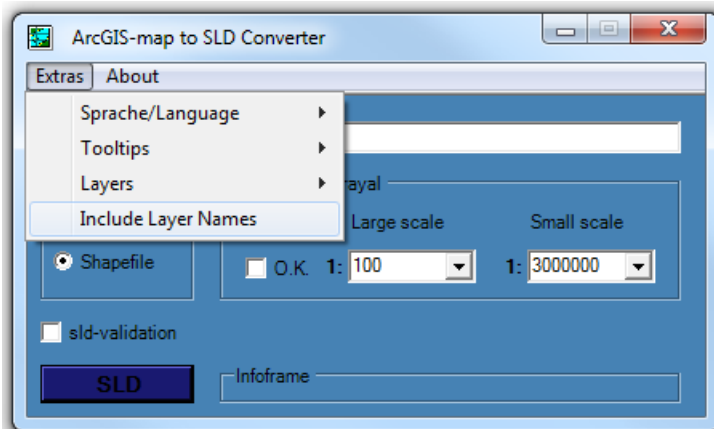 ArcGIS-map to SLD Converter
Extras About
Sprache/Language
Tooltips
Layers
rayal
Include Layer Names
Large scale Small scale
Shapefile
O.K. 1: 100 1: 3000000
sld-validation
SLD
Infoframe